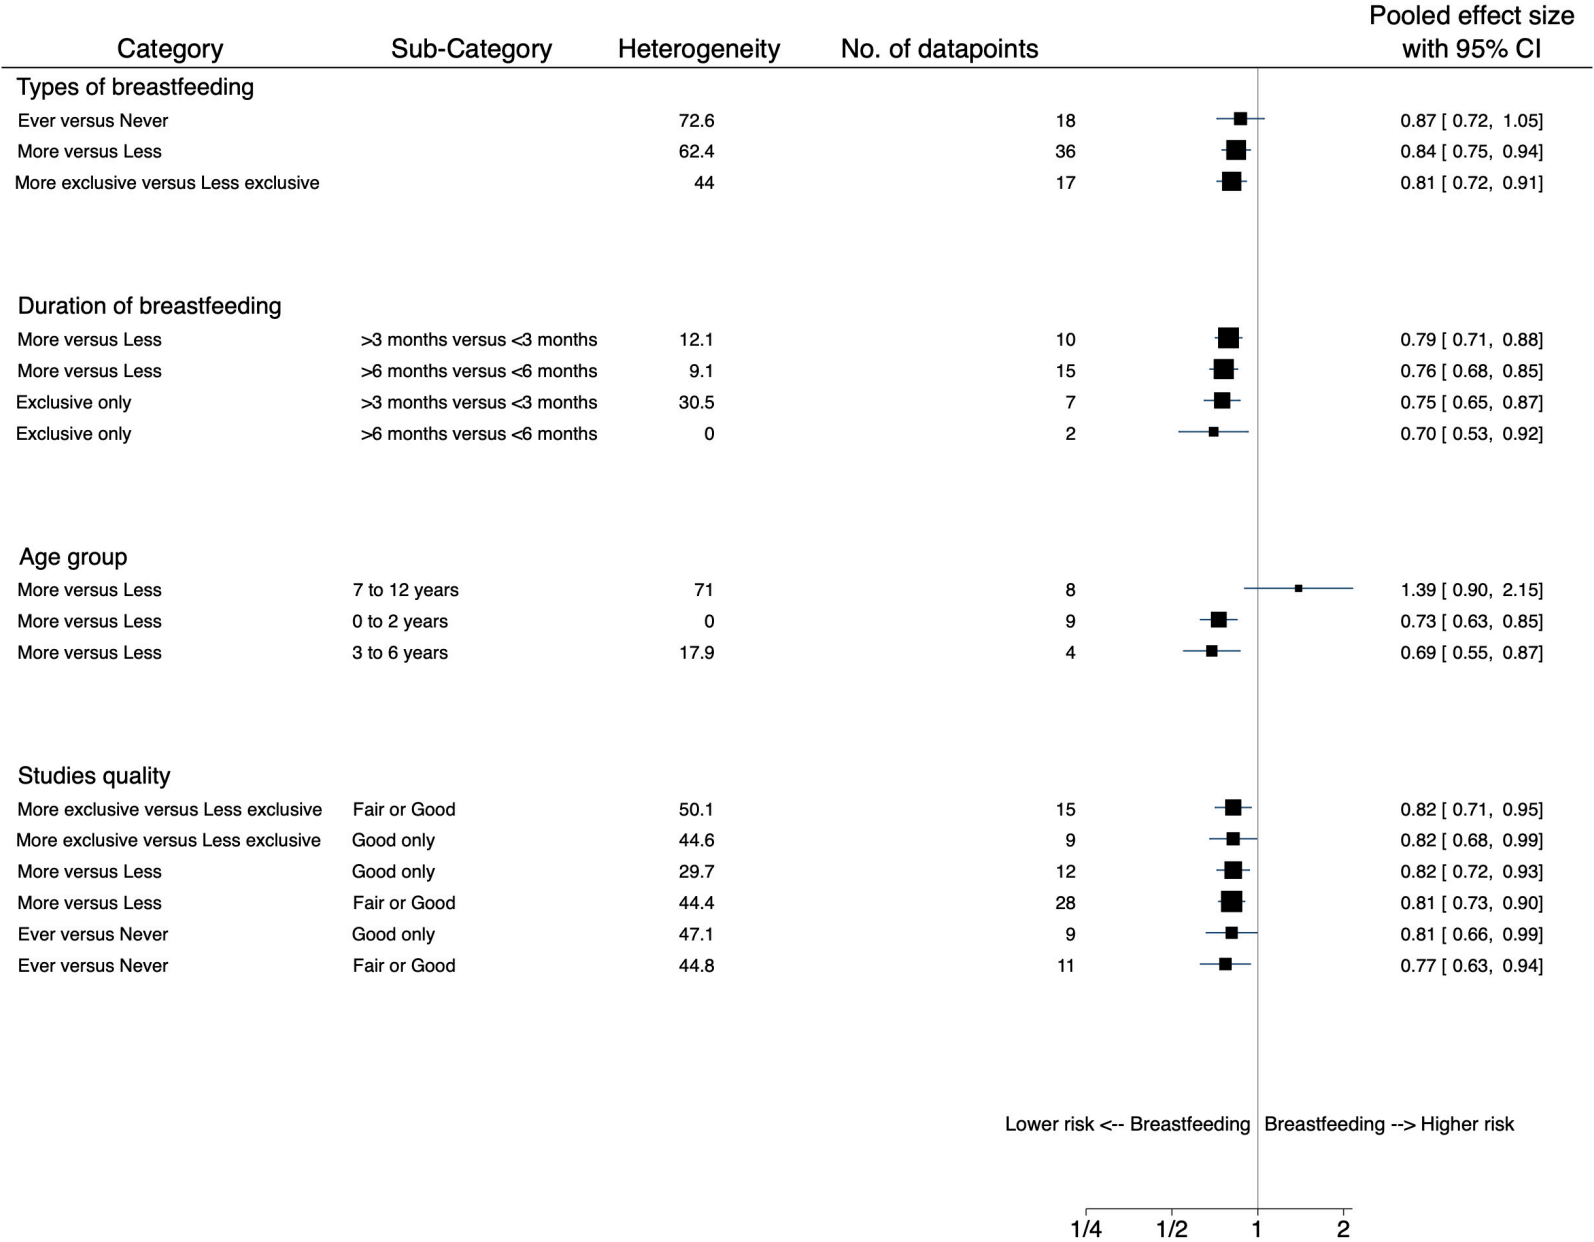 Category Sub-Category Heterogeneity No. of datapoints Pooled effect size
with 95% CI
Types of breastfeeding
Ever versus Never 72.6 18 0.87 [ 0.72, 1.05]
More versus Less 62.4 36 0.84 [ 0.75, 0.94]
More exclusive versus Less exclusive 44 17 0.81 [ 0.72, 0.91]
Duration of breastfeeding
More versus Less >3 months versus <3 months 12.1 10 0.79 [ 0.71, 0.88]
More versus Less >6 months versus <6 months 9.1 15 0.76 [ 0.68, 0.85]
Exclusive only >3 months versus <3 months 30.5 7 0.75 [ 0.65, 0.87]
Exclusive only >6 months versus <6 months 0 2 0.70 [ 0.53, 0.92]
Age group
More versus Less 7 to 12 years 71 8 1.39 [ 0.90, 2.15]
More versus Less 0 to 2 years 0 9 0.73 [ 0.63, 0.85]
More versus Less 3 to 6 years 17.9 4 0.69 [ 0.55, 0.87]
Studies quality
More exclusive versus Less exclusive Fair or Good 50.1 15 0.82 [ 0.71, 0.95]
More exclusive versus Less exclusive Good only 44.6 9 0.82 [ 0.68, 0.99]
More versus Less Good only 29.7 12 0.82 [ 0.72, 0.93]
More versus Less Fair or Good 44.4 28 0.81 [ 0.73, 0.90]
Ever versus Never Good only 47.1 9 0.81 [ 0.66, 0.99]
Ever versus Never Fair or Good 44.8 11 0.77 [ 0.63, 0.94]
Lower risk <-- Breastfeeding Breastfeeding --> Higher risk
1/4 1/2 1 2